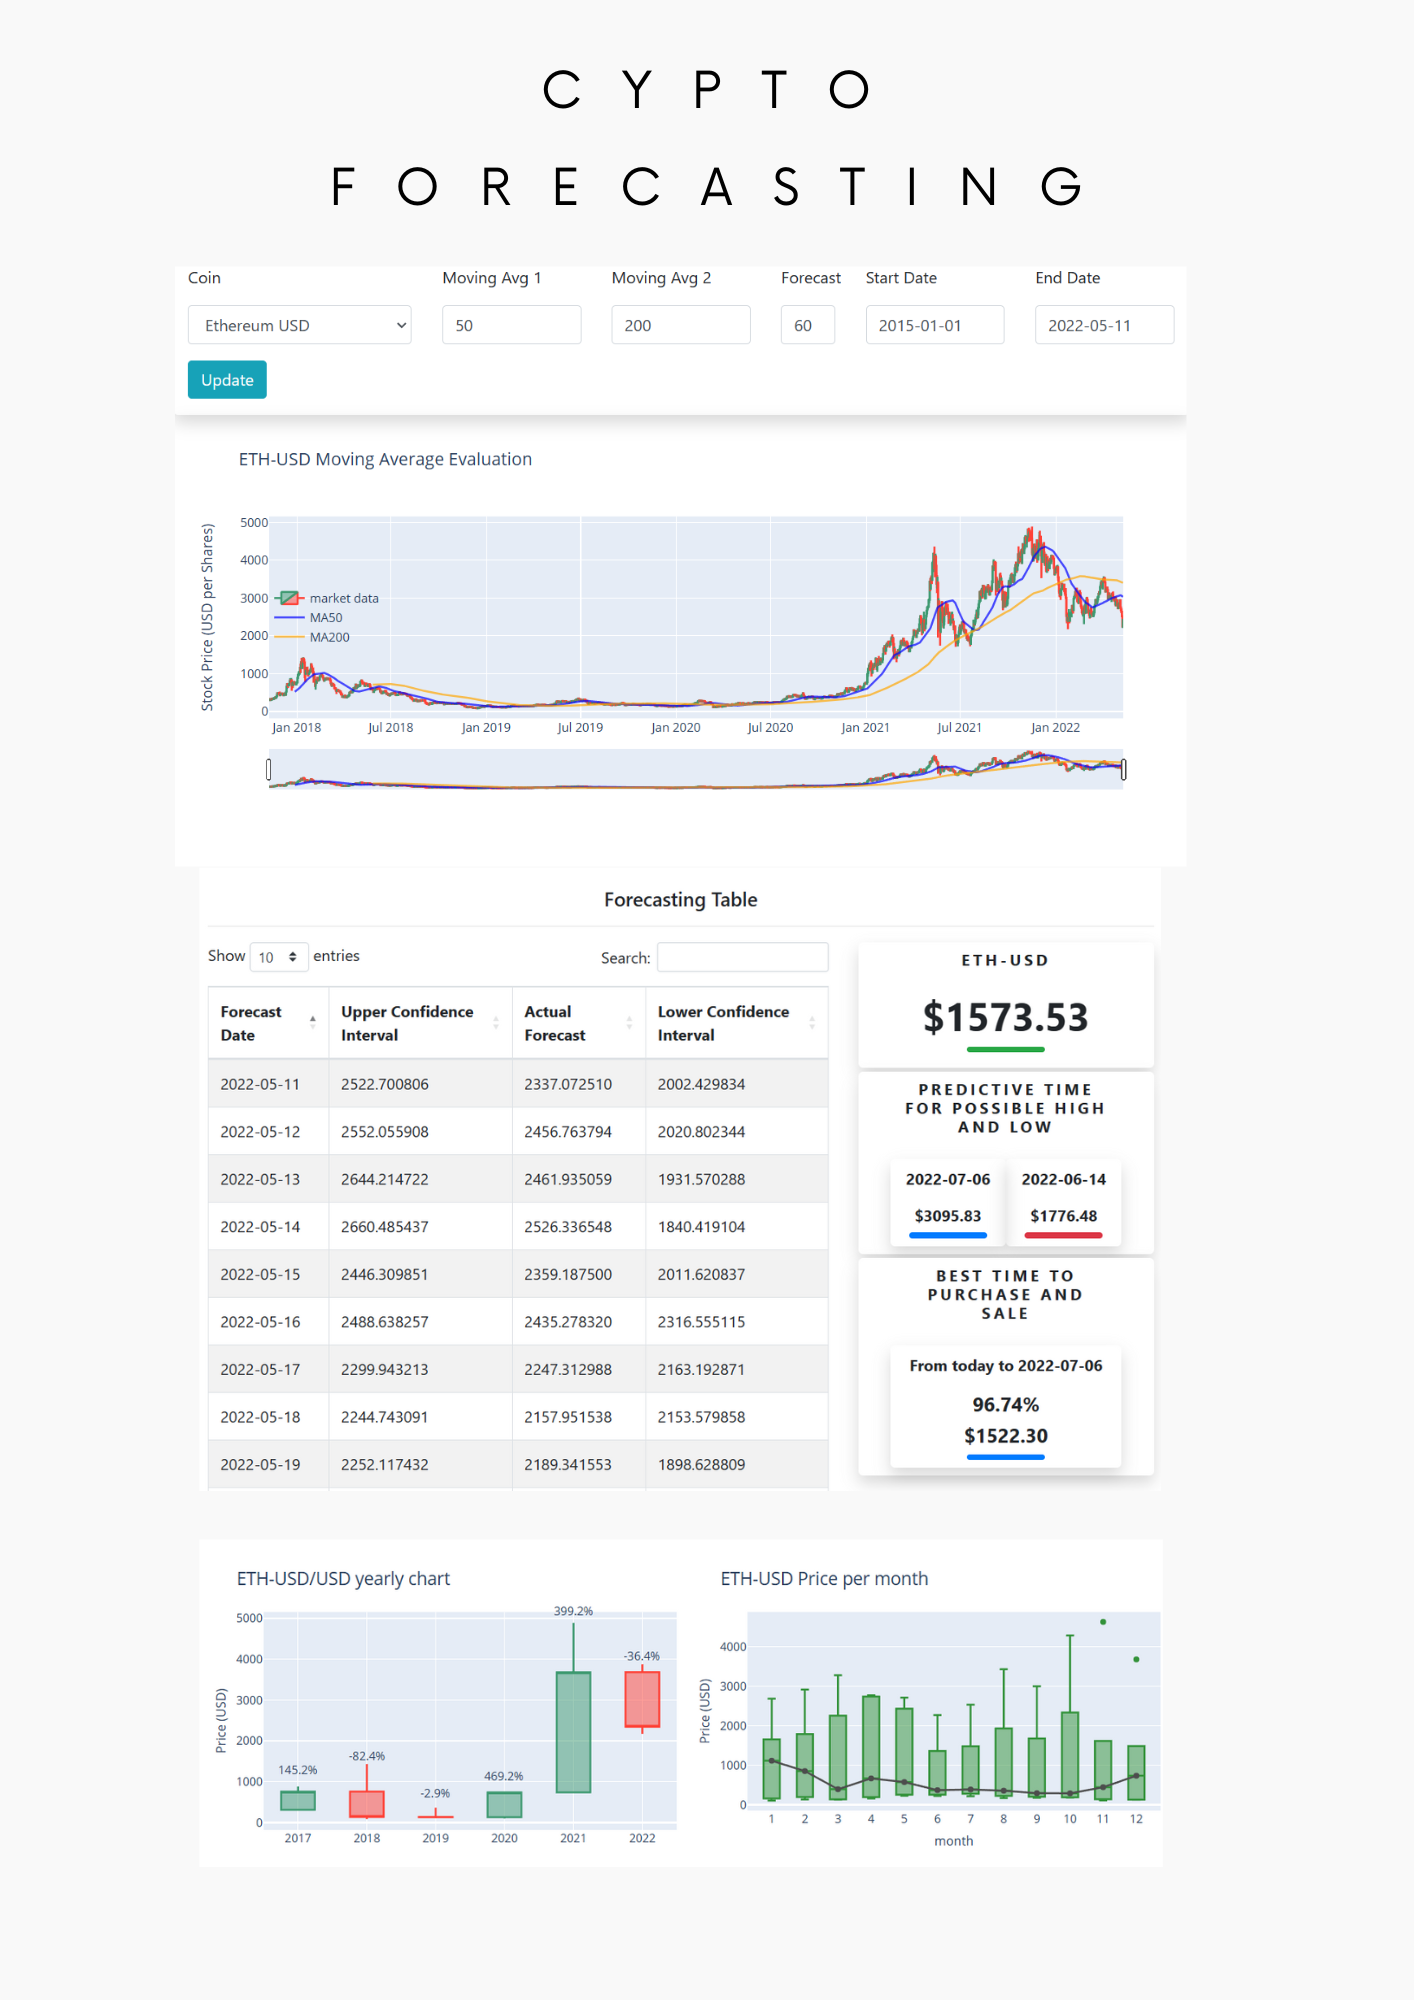 CYPTO
FORECASTING
Coin Moving Avg 1 Moving Avg 2 Forecast Start Date End Date
Ethereum USD 50 200 60 2015-01-01 2022-05-11
Update
ETH-USD Moving Average Evaluation
Stock Price (USD per Shares)
5000
4000
3000
2000
1000
0
market data
MA50
MA200
Jan 2018 Jul 2018 Jan 2019 Jul 2019 Jan 2020 Jul 2020 Jan 2021 Jul 2021 Jan 2022
Forecasting Table
Show 10 entries Search:
Forecast Date Upper Confidence Interval Actual Forecast Lower Confidence Interval
2022-05-11 2522.700806 2337.072510 2002.429834
2022-05-12 2552.055908 2456.763794 2020.802344
2022-05-13 2644.214722 2461.935059 1931.570288
2022-05-14 2660.485437 2526.336548 1840.419104
2022-05-15 2446.309851 2359.187500 2011.620837
2022-05-16 2488.638257 2435.278320 2316.555115
2022-05-17 2299.943213 2247.312988 2163.192871
2022-05-18 2244.743091 2157.951538 2153.579858
2022-05-19 2252.117432 2189.341553 1898.628809
ETH-USD
$1573.53
PREDICTIVE TIME
FOR POSSIBLE HIGH
AND LOW
2022-07-06 2022-06-14
$3095.83 $1776.48
BEST TIME TO
PURCHASE AND
SALE
From today to 2022-07-06
96.74%
$1522.30
ETH-USD/USD yearly chart
Price (USD)
5000
4000
3000
2000
1000
0
145.2%
-82.4%
-2.9%
469.2%
399.2%
-36.4%
2017 2018 2019 2020 2021 2022
ETH-USD Price per month
Price (USD)
4000
3000
2000
1000
0
1 2 3 4 5 6 7 8 9 10 11 12
month